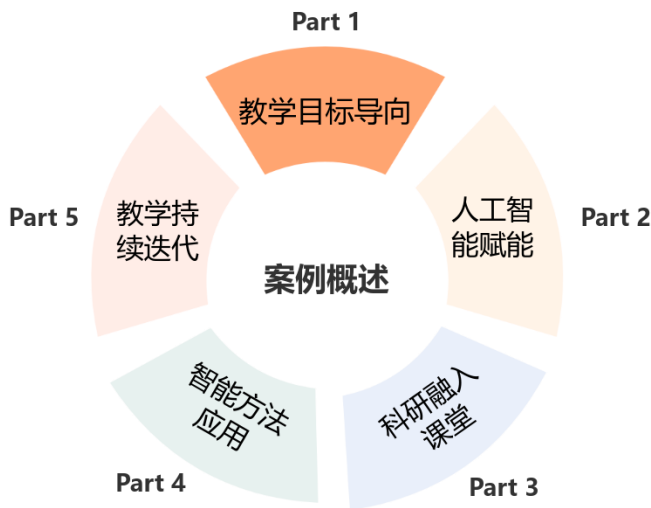 Part 1
教学目标导向
Part 2
人工智
能赋能
Part 3
科研融入
课堂
Part 4
智能方法
应用
Part 5
教学持
续迭代
案例概述